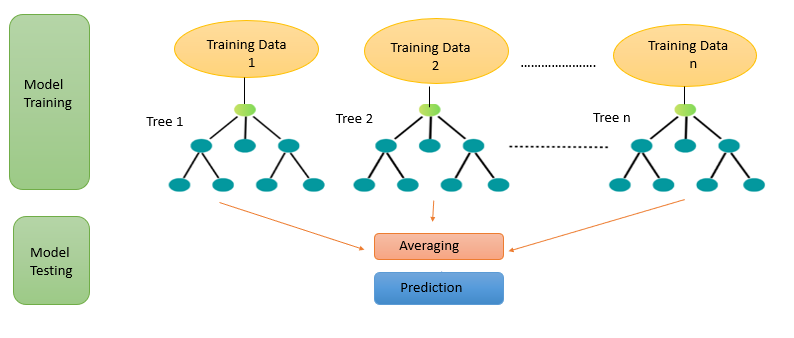 Model
Training
Training Data
1
Training Data
2
Training Data
n
Tree 1
Tree 2
Tree n
Model
Testing
Averaging
Prediction